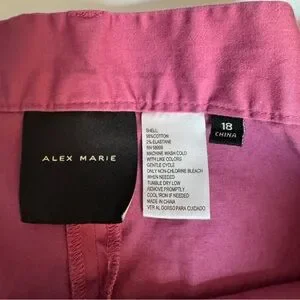 ALEX MARIE
SHELL
98%COTTON
2% ELASTANE
RN
MACHINE WASH COLD
WITH LIKE COLORS
GENTLE CYCLE
ONLY NON-CHLORINE BLEACH
WHEN NEEDED
TUMBLE DRY LOW
REMOVE PROMPTLY
COOL IRON IF NEEDED
MADE IN CHINA
VER AL DORSO PARA CUIDADO
18
CHINA